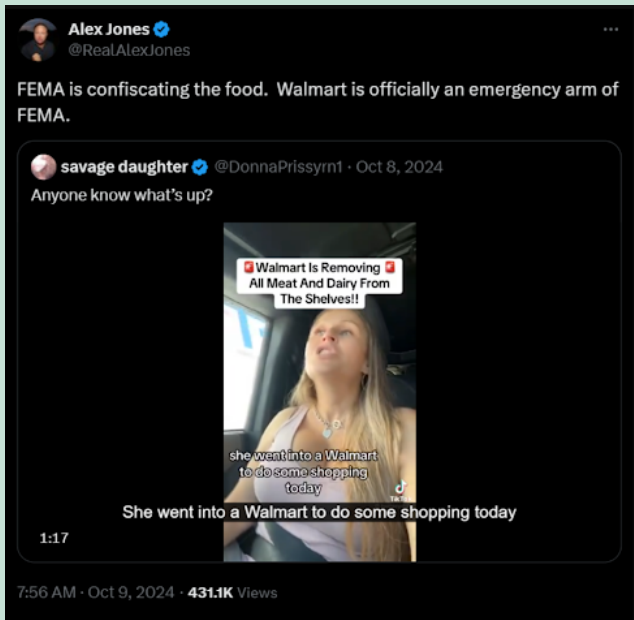 Alex Jones
@RealAlexJones
FEMA is confiscating the food. Walmart is officially an emergency arm of
FEMA.
savage daughter @DonnaPrissyrn1 · Oct 8, 2024
Anyone know what's up?
🚨Walmart Is Removing🚨
All Meat And Dairy From
The Shelves!!
she went into a Walmart
to do some shopping
today
TikTok
She went into a Walmart to do some shopping today
1:17
7:56 AM · Oct 9, 2024 · 431.1K Views